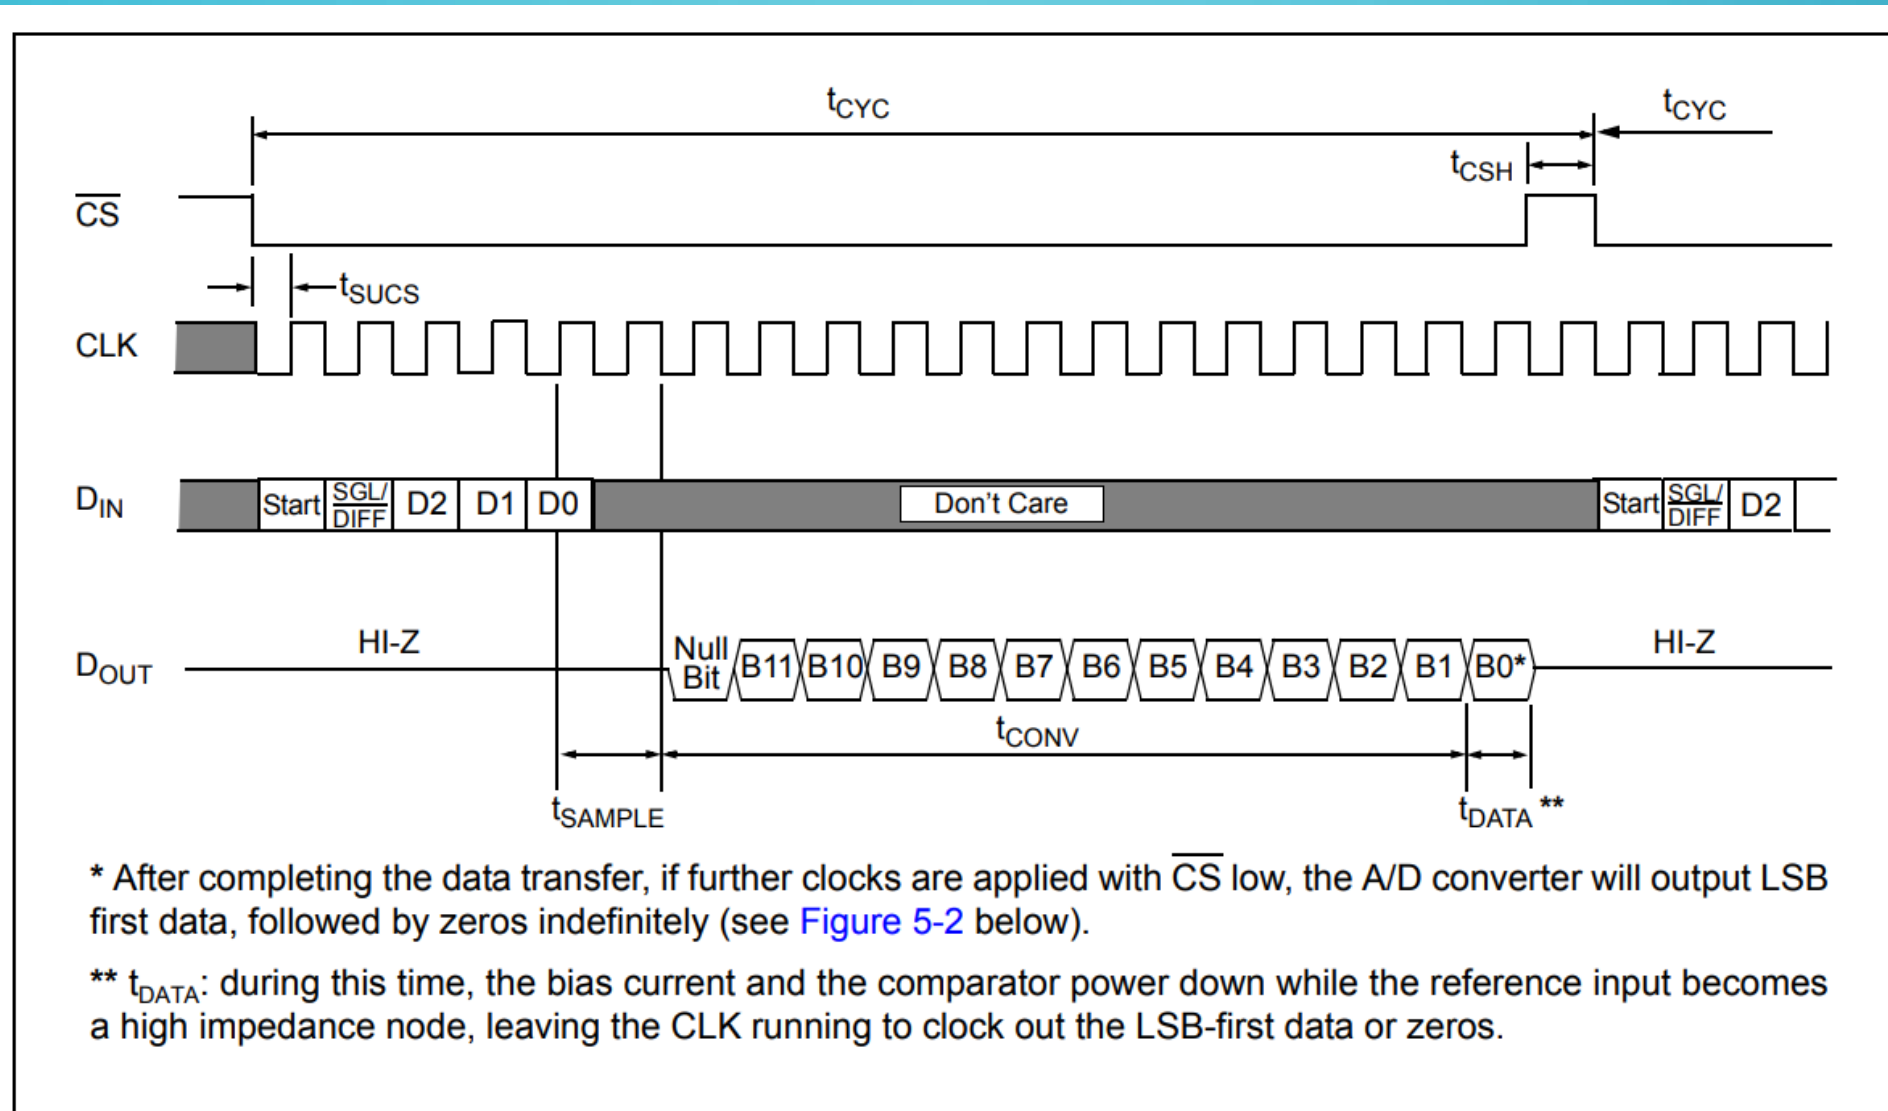 tCYC tCYC
tCSH
CS
tSUCS
CLK
DIN Start SGL/DIFF D2 D1 D0 Don't Care Start SGL/DIFF D2
HI-Z HI-Z
DOUT Null Bit B11 B10 B9 B8 B7 B6 B5 B4 B3 B2 B1 B0*
tCONV
tSAMPLE tDATA **
* After completing the data transfer, if further clocks are applied with CS low, the A/D converter will output LSB
first data, followed by zeros indefinitely (see Figure 5-2 below).
** tDATA: during this time, the bias current and the comparator power down while the reference input becomes
a high impedance node, leaving the CLK running to clock out the LSB-first data or zeros.